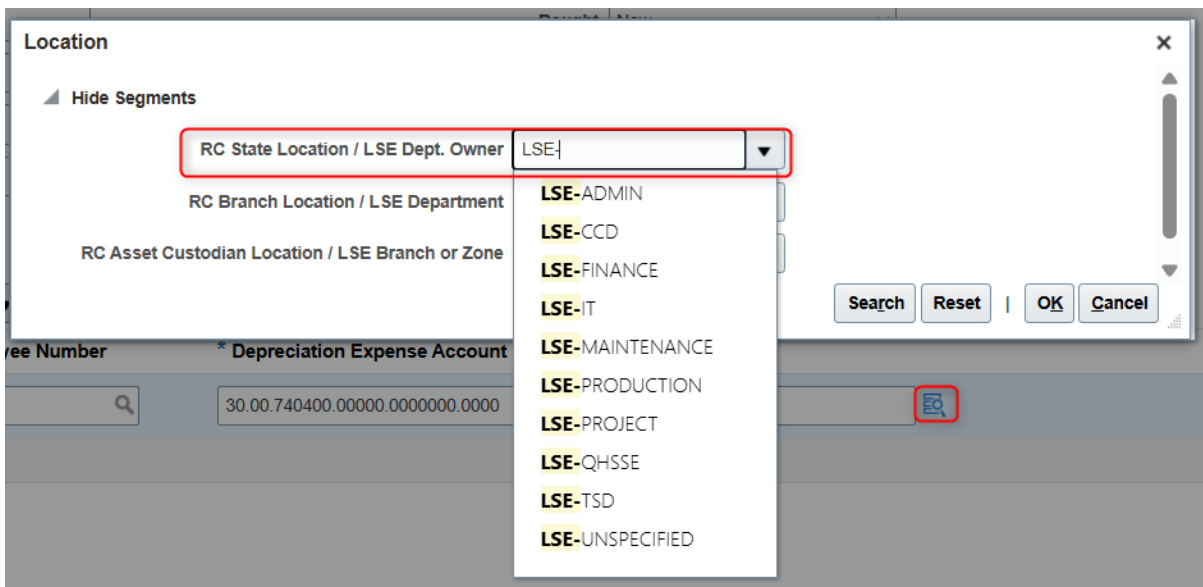 Location
Hide Segments
RC State Location / LSE Dept. Owner LSE-
RC Branch Location / LSE Department
RC Asset Custodian Location / LSE Branch or Zone
LSE-ADMIN
LSE-CCD
LSE-FINANCE
LSE-IT
LSE-MAINTENANCE
LSE-PRODUCTION
LSE-PROJECT
LSE-QHSSE
LSE-TSD
LSE-UNSPECIFIED
Search Reset | OK Cancel
* Depreciation Expense Account
Number
30.00.740400.00000.0000000.0000